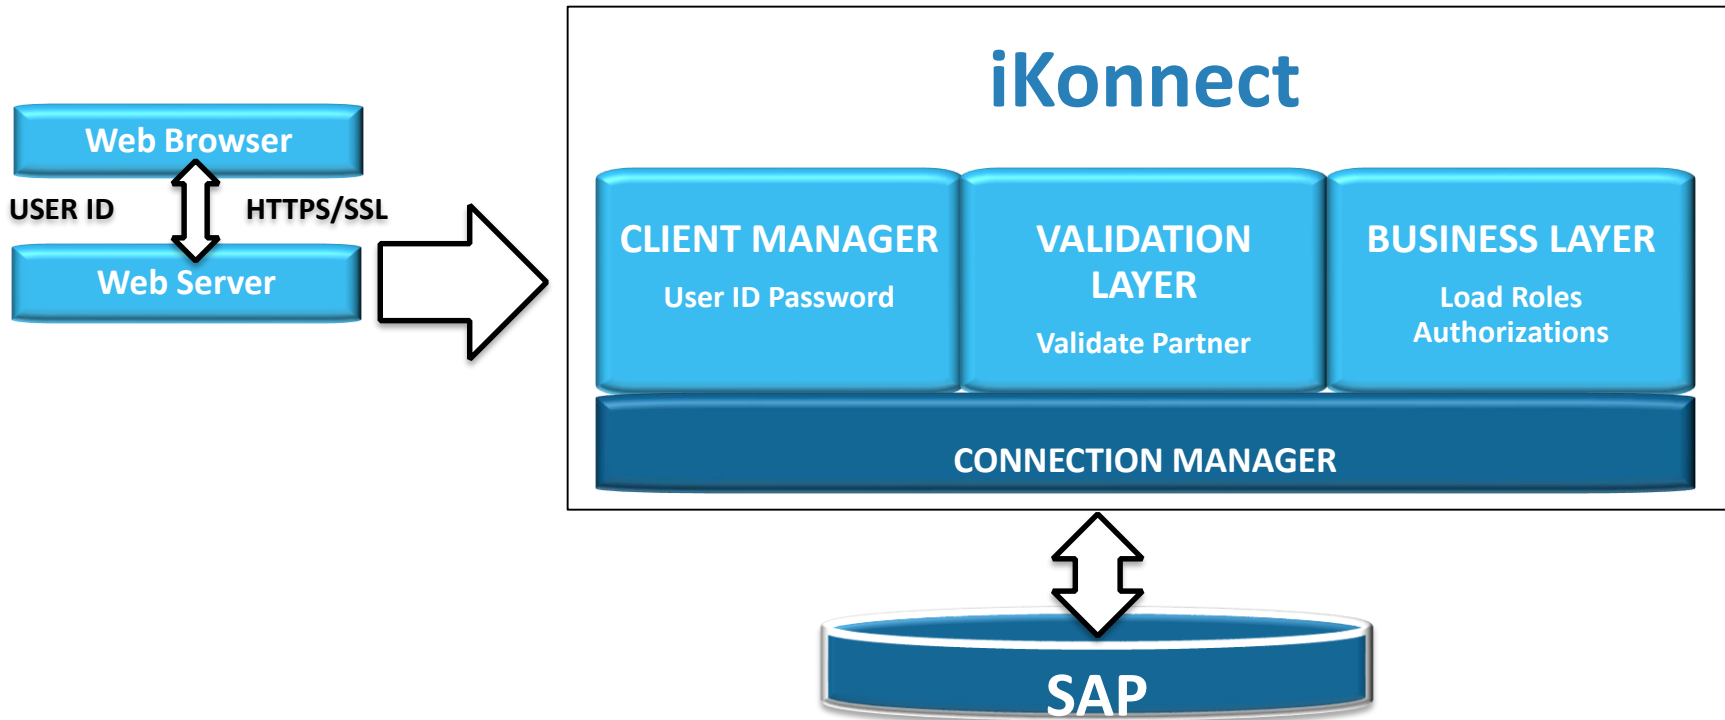 iKonnect
Web Browser
USER ID
HTTPS/SSL
Web Server
CLIENT MANAGER
User ID Password
VALIDATION
LAYER
Validate Partner
BUSINESS LAYER
Load Roles
Authorizations
CONNECTION MANAGER
SAP